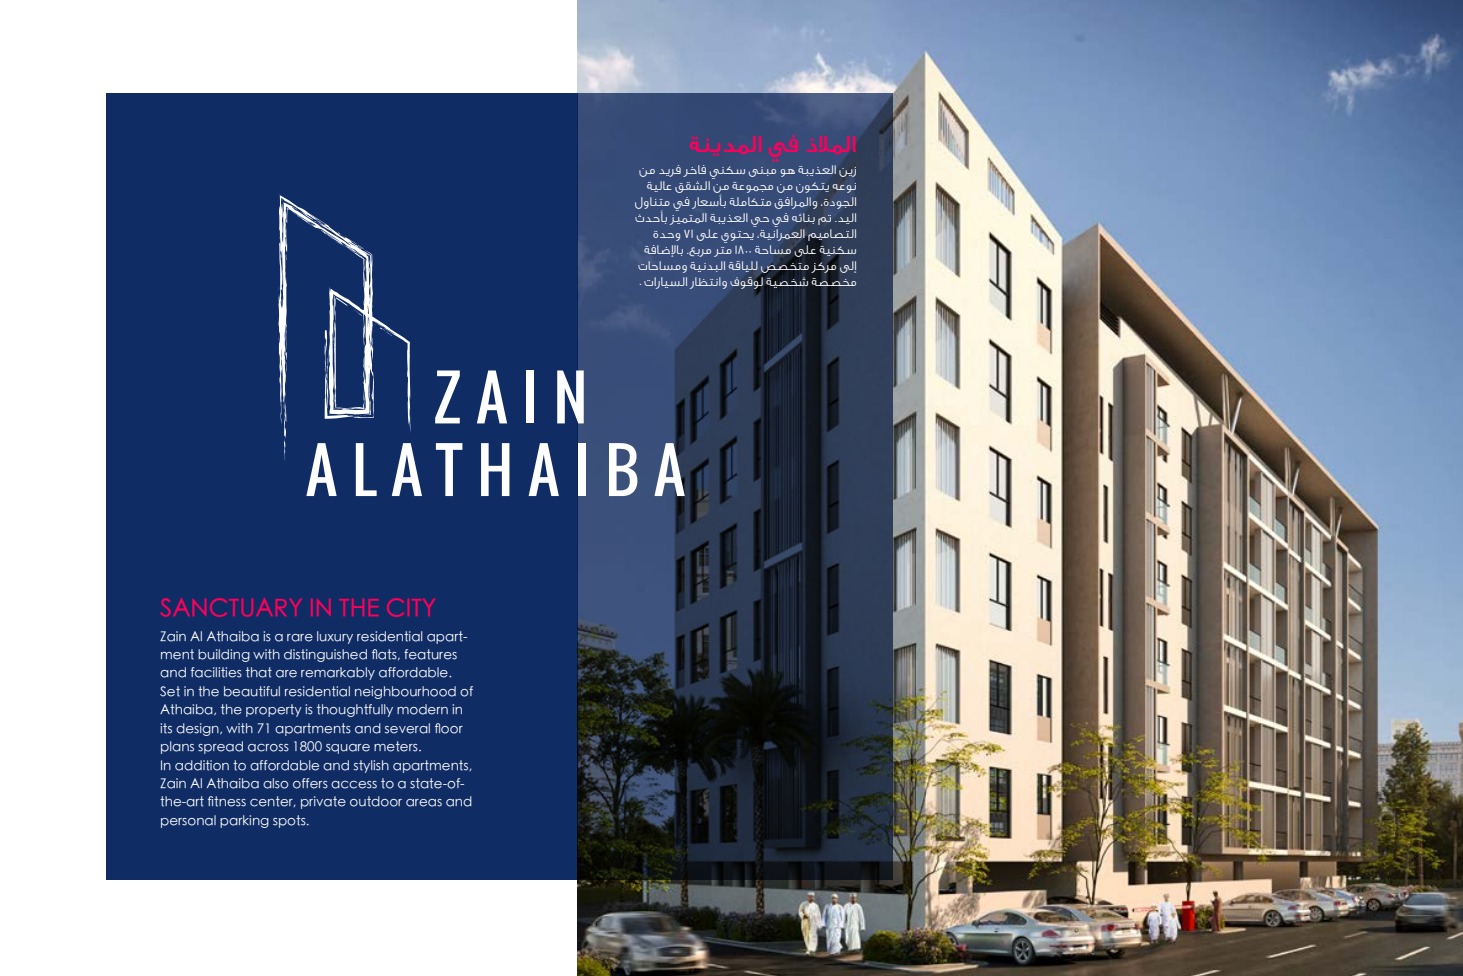 الملاذ في المدينة
زين العذيبة هو مبنى سكني فاخر فريد من
نوعه يتكون من مجموعة من الشقق عالية
الجودة، والمرافق متكاملة بأسعار في متناول
اليد. تم بنائه في حي العذيبة المتميز بأحدث
التصاميم العمرانية. يحتوي على ٧١ وحدة
سكنية على مساحة ١٨٠٠ متر مربع. بالإضافة
إلى مركز متخصص للياقة البدنية ومساحات
مخصصة شخصية لوقوف وانتظار السيارات .
ZAIN
ALATHAIBA
SANCTUARY IN THE CITY
Zain Al Athaiba is a rare luxury residential apart-
ment building with distinguished flats, features
and facilities that are remarkably affordable.
Set in the beautiful residential neighbourhood of
Athaiba, the property is thoughtfully modern in
its design, with 71 apartments and several floor
plans spread across 1800 square meters.
In addition to affordable and stylish apartments,
Zain Al Athaiba also offers access to a state-of-
the-art fitness center, private outdoor areas and
personal parking spots.